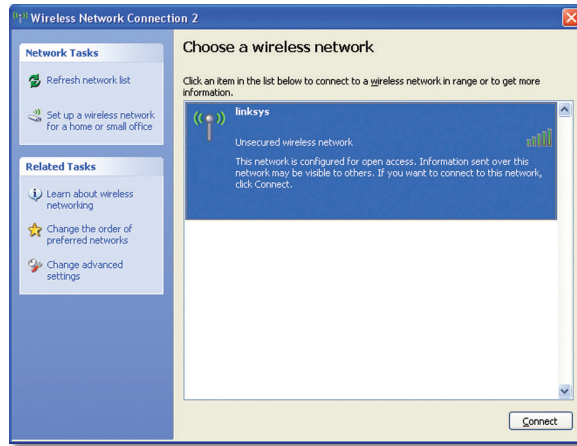 Wireless Network Connection 2
Network Tasks
Refresh network list
Set up a wireless network
for a home or small office
Related Tasks
Learn about wireless
networking
Change the order of
preferred networks
Change advanced
settings
Choose a wireless network
Click an item in the list below to connect to a wireless network in range or to get more
information.
linksys
Unsecured wireless network
This network is configured for open access. Information sent over this
network may be visible to others. If you want to connect to this network,
click Connect.
Connect